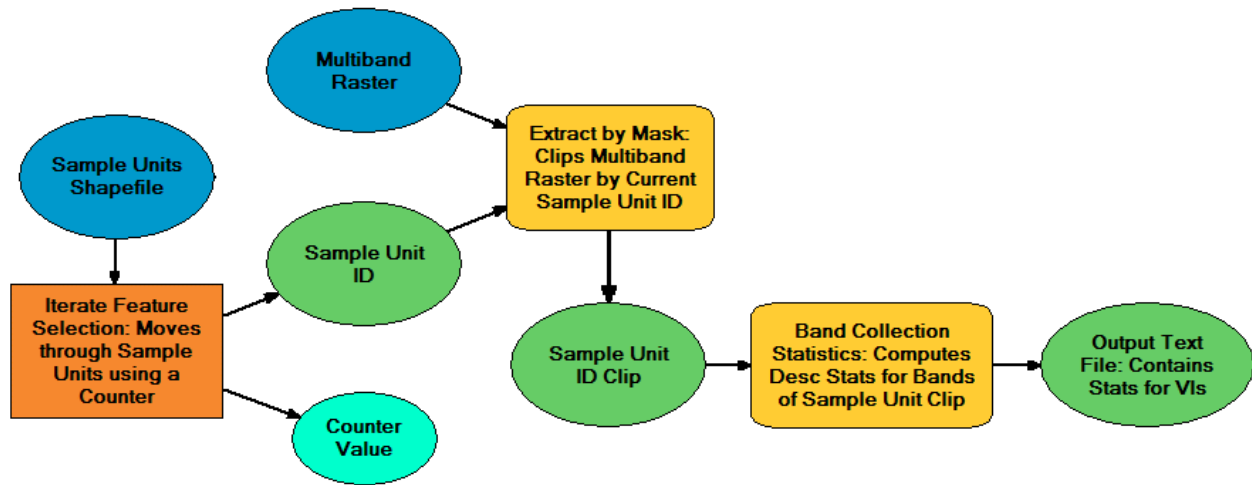 Multiband
Raster
Sample Units
Shapefile
Extract by Mask:
Clips Multiband
Raster by Current
Sample Unit ID
Sample Unit
ID
Iterate Feature
Selection: Moves
through Sample
Units using a
Counter
Counter
Value
Sample Unit
ID Clip
Band Collection
Statistics: Computes
Desc Stats for Bands
of Sample Unit Clip
Output Text
File: Contains
Stats for VIs